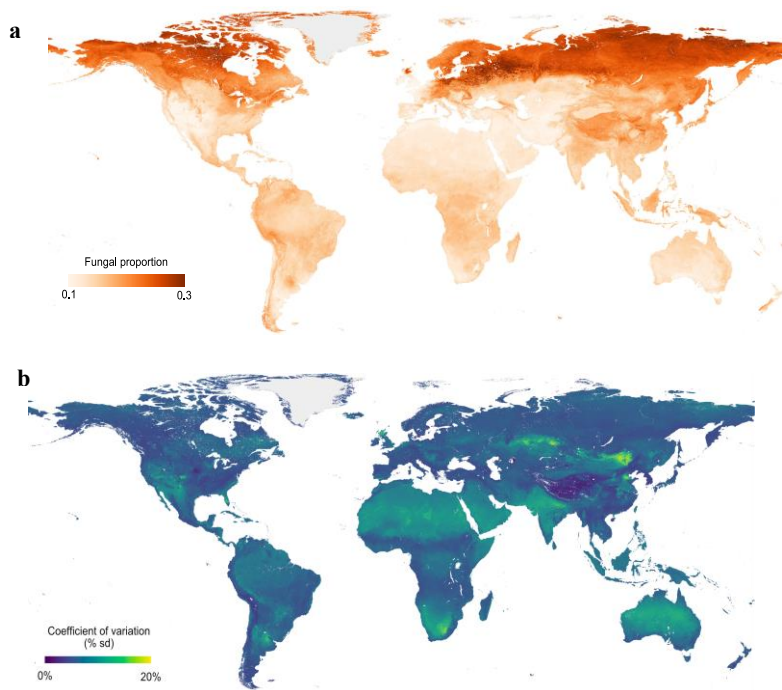 a
Fungal proportion
0.1 0.3
b
Coefficient of variation
(% sd)
0% 20%